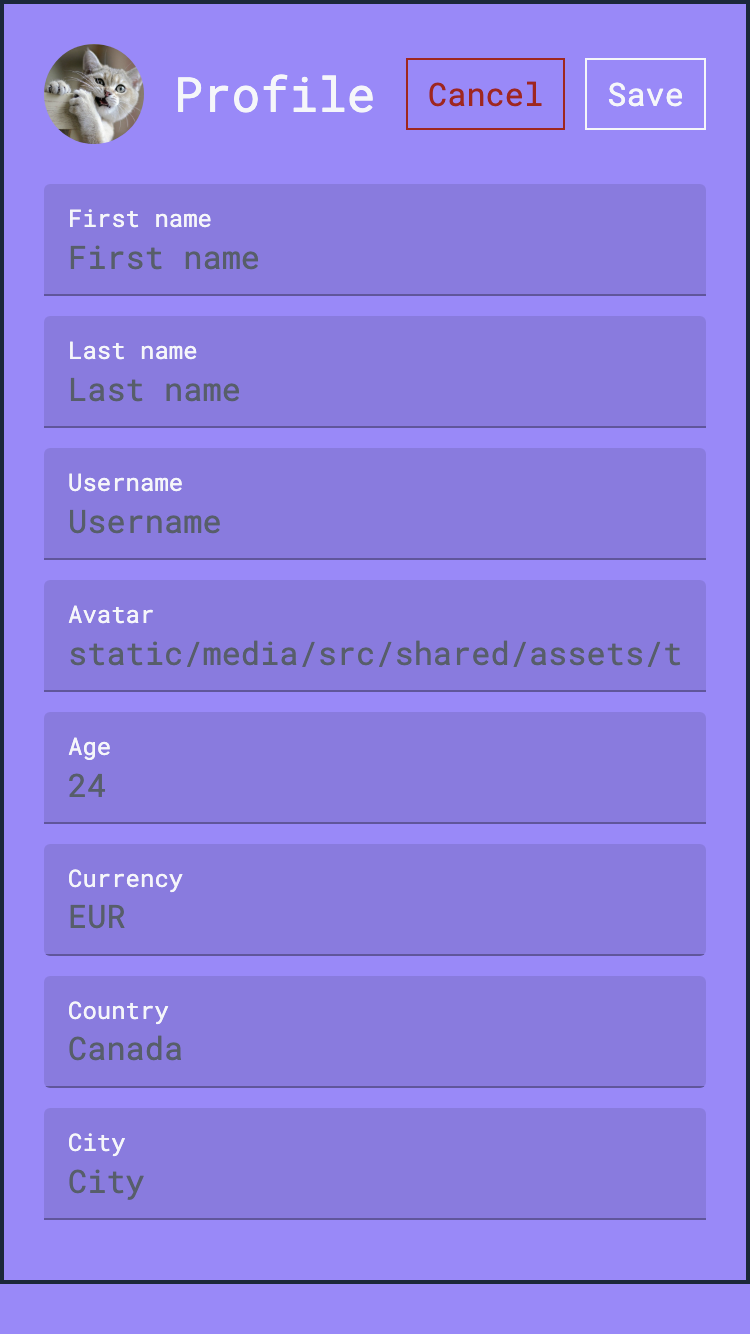 Profile Cancel Save
First name
First name
Last name
Last name
Username
Username
Avatar
static/media/src/shared/assets/t
Age
24
Currency
EUR
Country
Canada
City
City